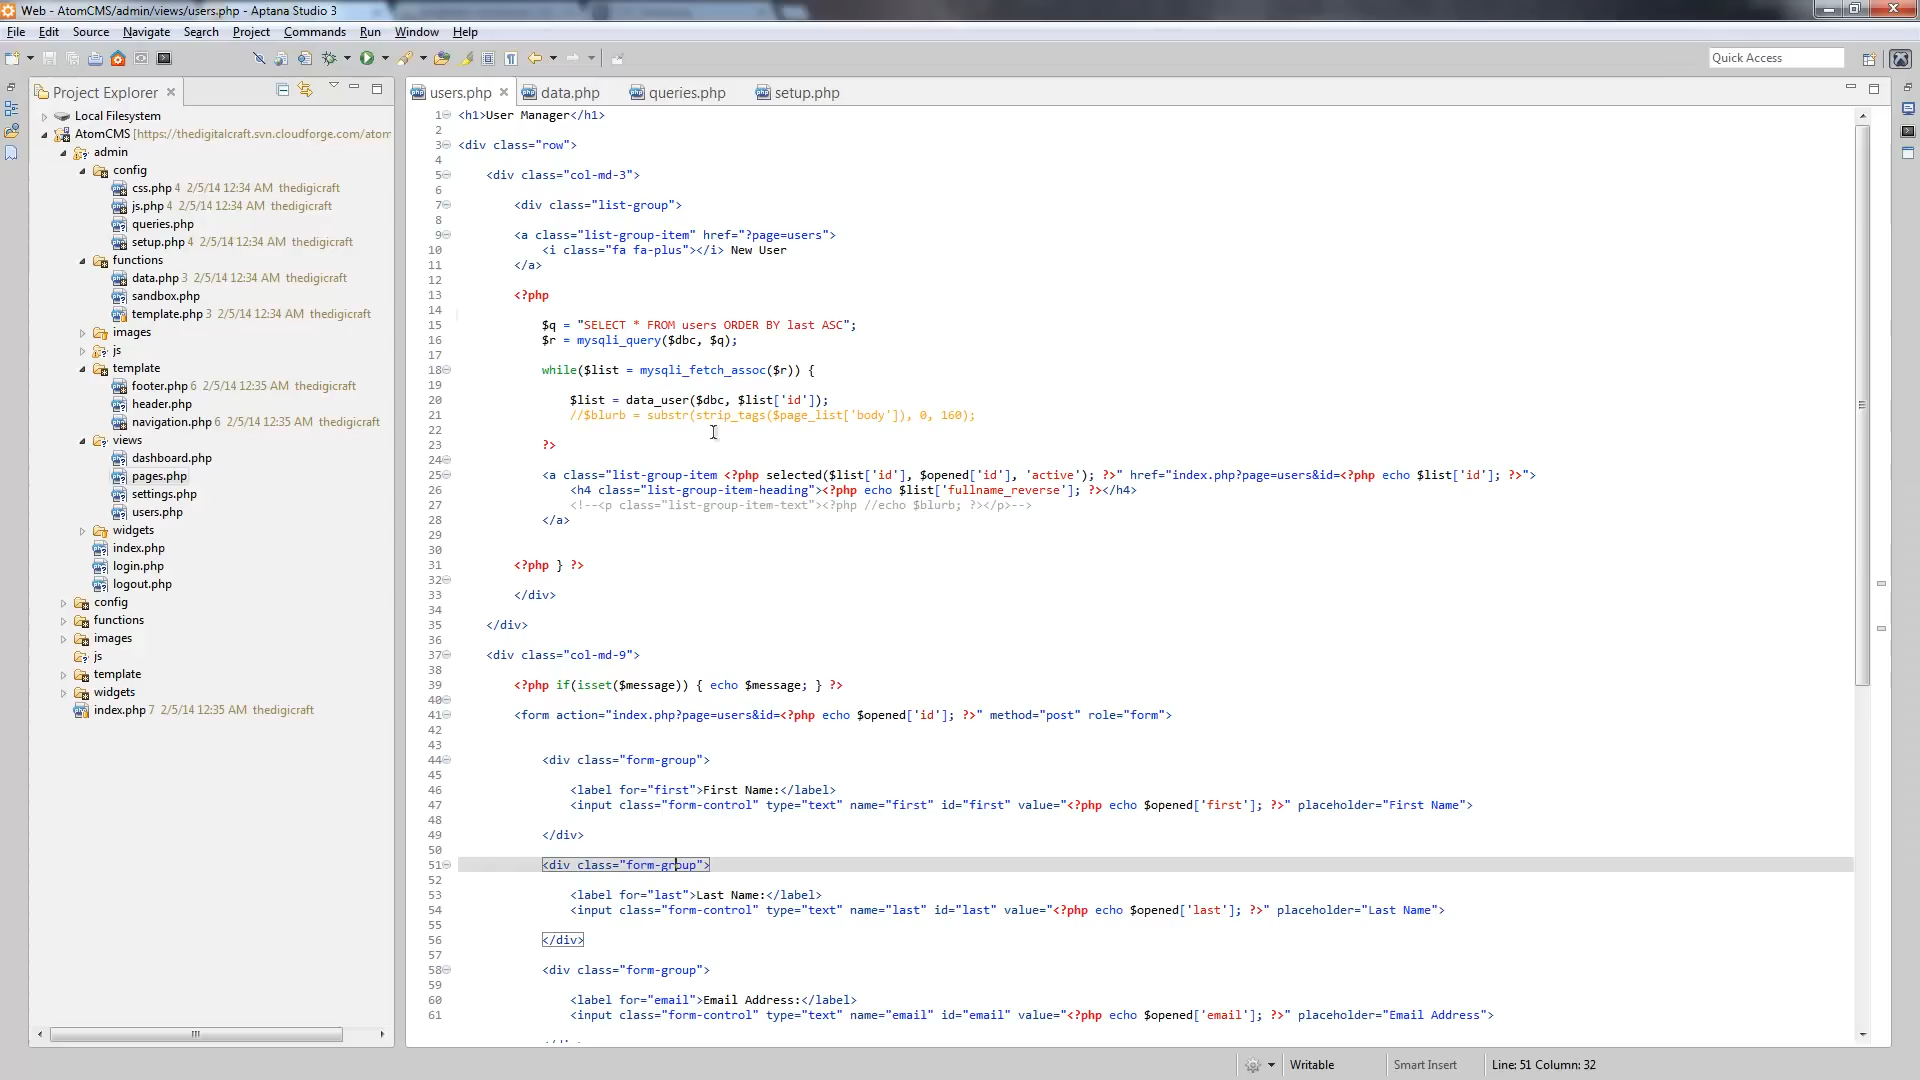 Web - AtomCMS/admin/views/users.php - Aptana Studio 3
File Edit Source Navigate Search Project Commands Run Window Help
Quick Access
Project Explorer
users.php data.php queries.php setup.php
Local Filesystem
AtomCMS [https://thedigitalcraft.svn.cloudforge.com/atom
admin
config
css.php 4 2/5/14 12:34 AM thedigicraft
js.php 4 2/5/14 12:34 AM thedigicraft
queries.php
setup.php 4 2/5/14 12:34 AM thedigicraft
functions
data.php 3 2/5/14 12:34 AM thedigicraft
sandbox.php
template.php 3 2/5/14 12:34 AM thedigicraft
images
js
template
footer.php 6 2/5/14 12:35 AM thedigicraft
header.php
navigation.php 6 2/5/14 12:35 AM thedigicraft
views
dashboard.php
pages.php
settings.php
users.php
widgets
index.php
login.php
logout.php
config
functions
images
js
template
widgets
index.php 7 2/5/14 12:35 AM thedigicraft
1 <h1>User Manager</h1>
2
3 <div class="row">
4
5 <div class="col-md-3">
6
7 <div class="list-group">
8
9 <a class="list-group-item" href="?page=users">
10 <i class="fa fa-plus"></i> New User
11 </a>
12
13 <?php
14
15 $q = "SELECT * FROM users ORDER BY last ASC";
16 $r = mysqli_query($dbc, $q);
17
18 while($list = mysqli_fetch_assoc($r)) {
19
20 $list = data_user($dbc, $list['id']);
21 //$blurb = substr(strip_tags($page_list['body']), 0, 160);
22
23 ?>
24
25 <a class="list-group-item <?php selected($list['id'], $opened['id'], 'active'); ?>" href="index.php?page=users&id=<?php echo $list['id']; ?>">
26 <h4 class="list-group-item-heading"><?php echo $list['fullname_reverse']; ?></h4>
27 <!--<p class="list-group-item-text"><?php //echo $blurb; ?></p>-->
28 </a>
29
30
31 <?php } ?>
32
33 </div>
34
35 </div>
36
37 <div class="col-md-9">
38
39 <?php if(isset($message)) { echo $message; } ?>
40
41 <form action="index.php?page=users&id=<?php echo $opened['id']; ?>" method="post" role="form">
42
43
44 <div class="form-group">
45
46 <label for="first">First Name:</label>
47 <input class="form-control" type="text" name="first" id="first" value="<?php echo $opened['first']; ?>" placeholder="First Name">
48
49 </div>
50
51 <div class="form-group">
52
53 <label for="last">Last Name:</label>
54 <input class="form-control" type="text" name="last" id="last" value="<?php echo $opened['last']; ?>" placeholder="Last Name">
55
56 </div>
57
58 <div class="form-group">
59
60 <label for="email">Email Address:</label>
61 <input class="form-control" type="text" name="email" id="email" value="<?php echo $opened['email']; ?>" placeholder="Email Address">
Writable Smart Insert Line: 51 Column: 32